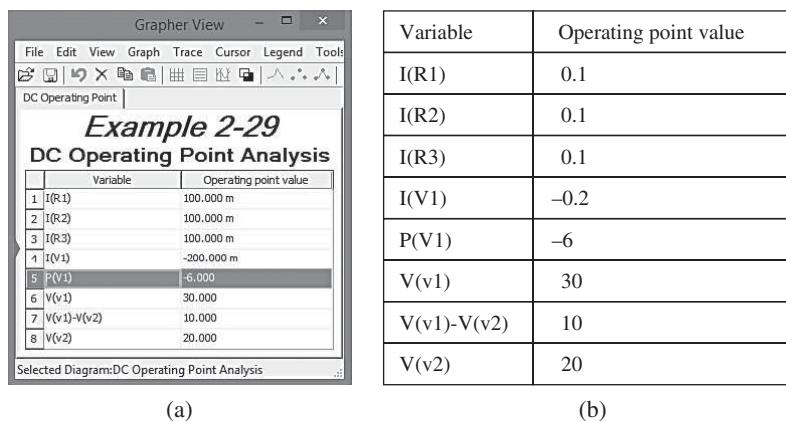 Grapher View
File Edit View Graph Trace Cursor Legend Tools
DC Operating Point
Example 2-29
DC Operating Point Analysis
Variable Operating point value
1 I(R1) 100.000 m
2 I(R2) 100.000 m
3 I(R3) 100.000 m
4 I(V1) -200.000 m
5 P(V1) -6.000
6 V(v1) 30.000
7 V(v1)-V(v2) 10.000
8 V(v2) 20.000
Selected Diagram:DC Operating Point Analysis
(a)
Variable Operating point value
I(R1) 0.1
I(R2) 0.1
I(R3) 0.1
I(V1) –0.2
P(V1) –6
V(v1) 30
V(v1)-V(v2) 10
V(v2) 20
(b)